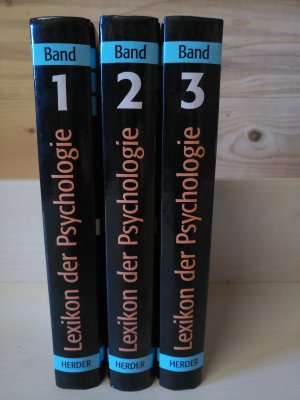 Band
1
Lexikon der Psychologie
HERDER
Band
2
Lexikon der Psychologie
HERDER
Band
3
Lexikon der Psychologie
HERDER